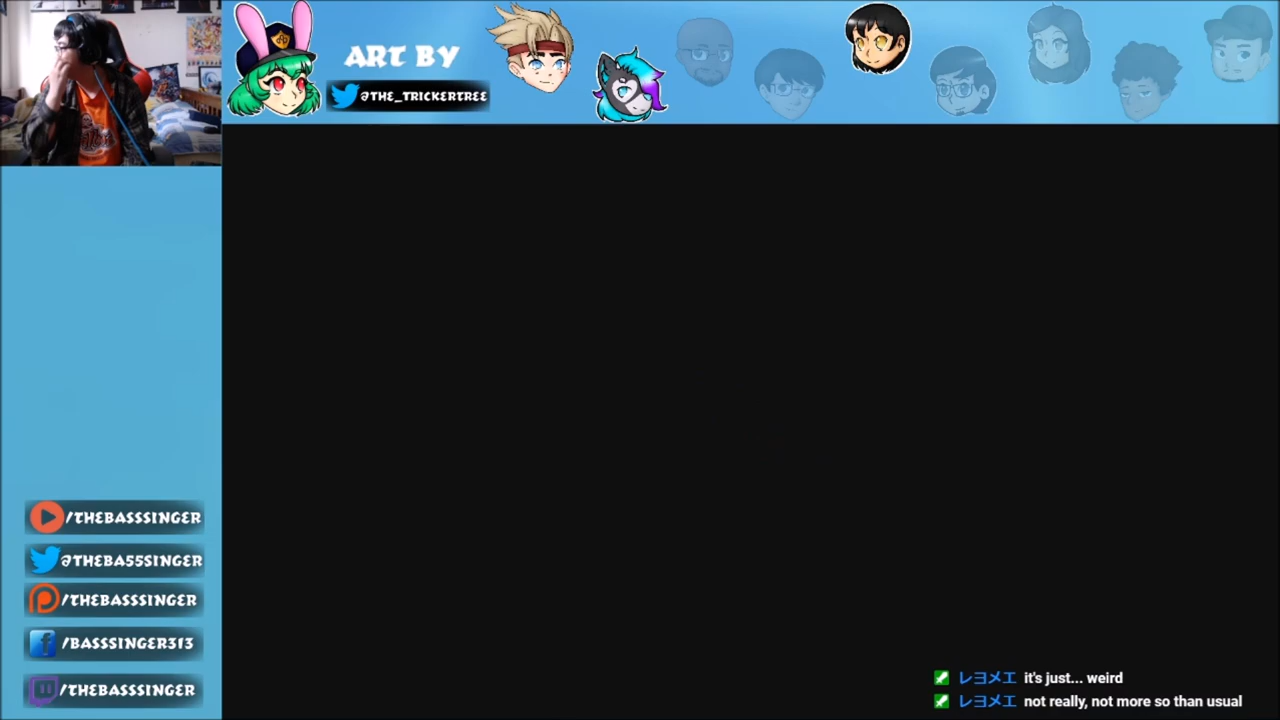 ART BY
@THE_TRICKERTREE
/THEBASSSINGER
@THEBA55SINGER
/THEBASSSINGER
/BASSSINGER313
/THEBASSSINGER
レヨメエ it's just... weird
レヨメエ not really, not more so than usual